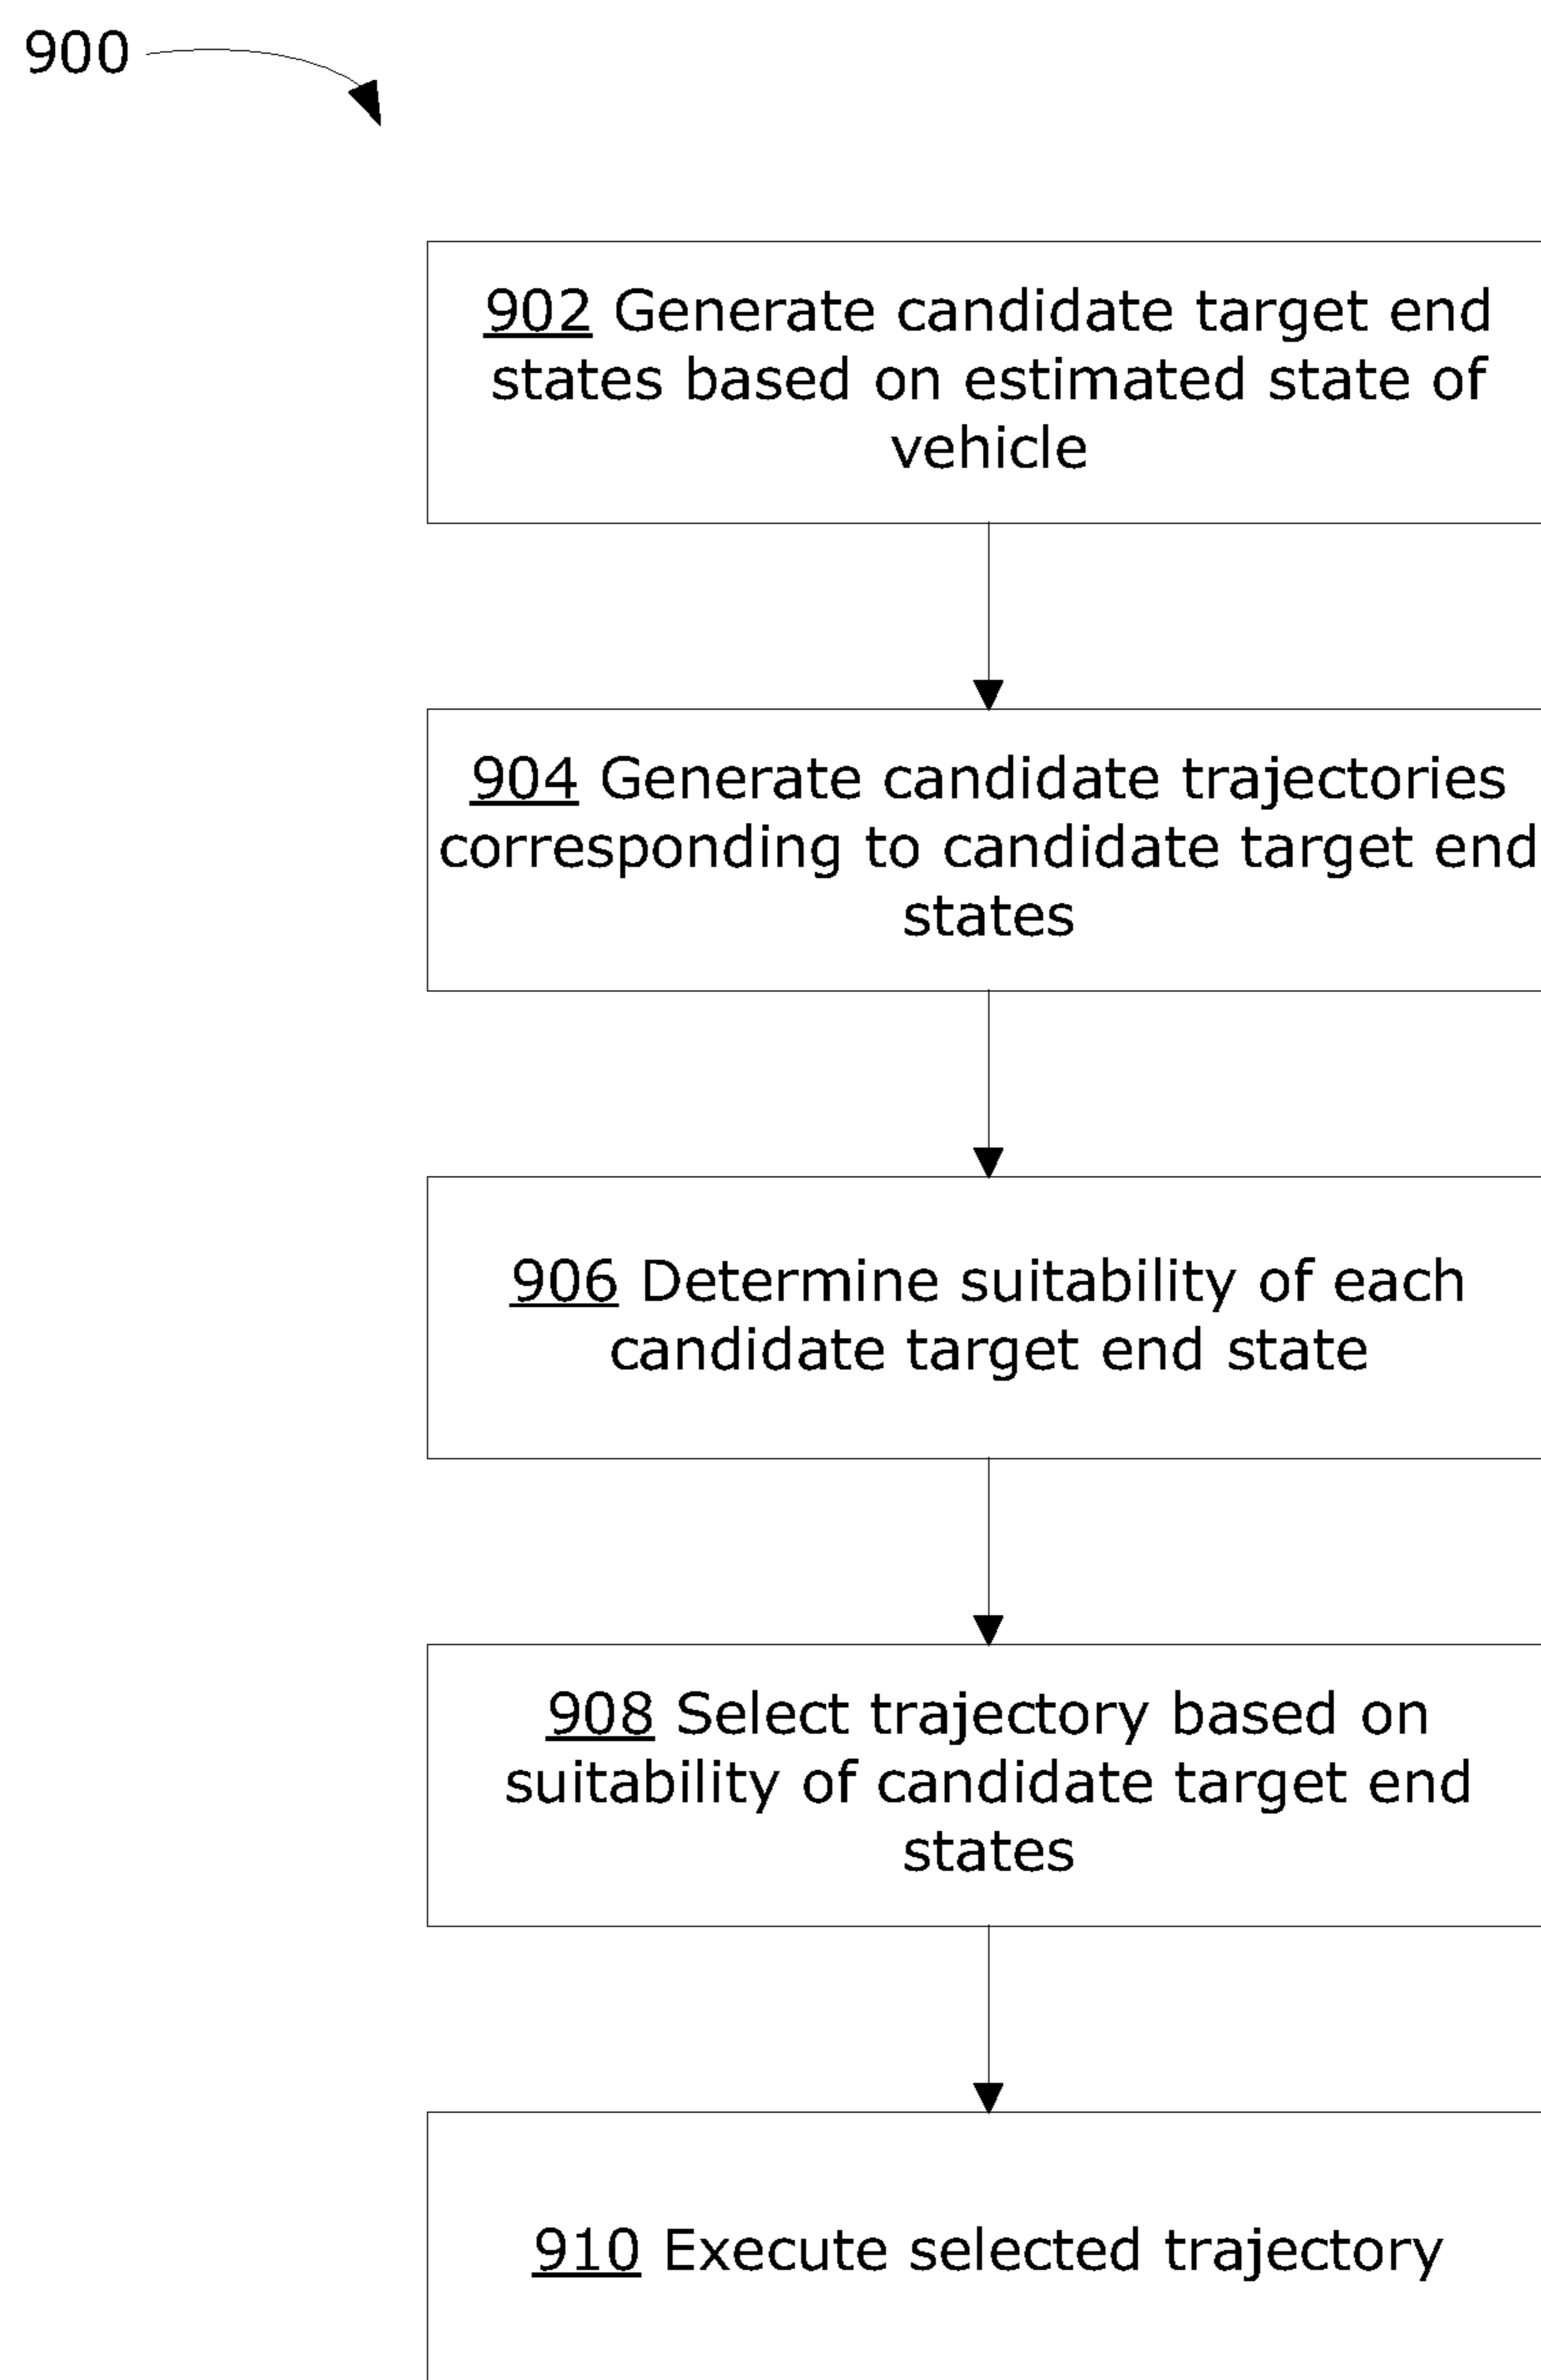 900
902 Generate candidate target end
states based on estimated state of
vehicle
904 Generate candidate trajectories
corresponding to candidate target end
states
906 Determine suitability of each
candidate target end state
908 Select trajectory based on
suitability of candidate target end
states
910 Execute selected trajectory